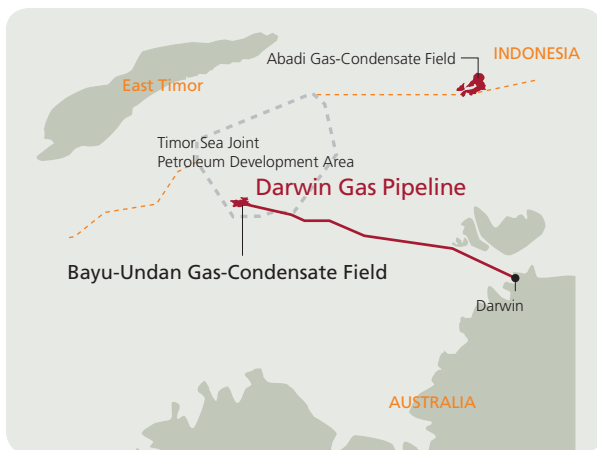 INDONESIA
Abadi Gas-Condensate Field
East Timor
Timor Sea Joint
Petroleum Development Area
Darwin Gas Pipeline
Bayu-Undan Gas-Condensate Field
Darwin
AUSTRALIA